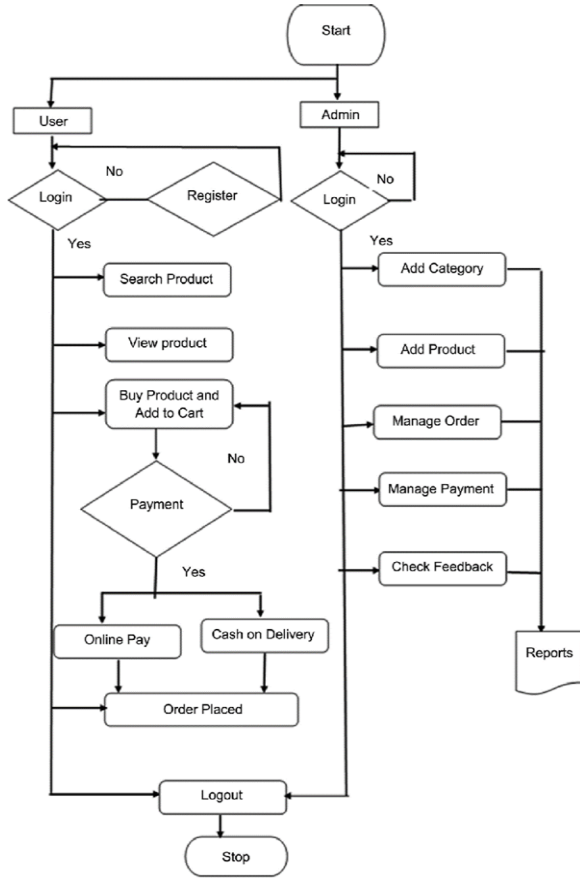 Start
User
Admin
No
No
Login
Register
Login
Yes
Yes
Search Product
Add Category
View product
Add Product
Buy Product and
Add to Cart
Manage Order
No
Payment
Manage Payment
Yes
Check Feedback
Online Pay
Cash on Delivery
Reports
Order Placed
Logout
Stop